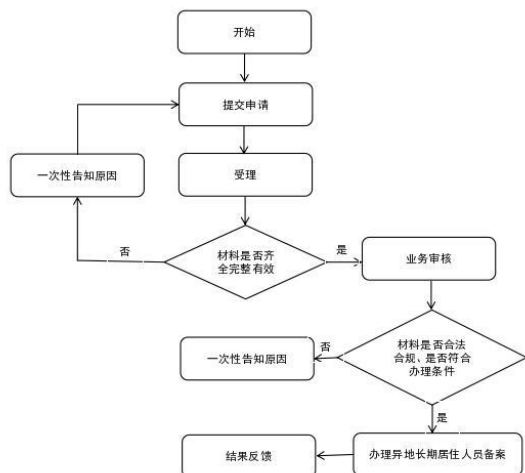 开始
提交申请
一次性告知原因
受理
材料是否齐
全完整有效
否
是
业务审核
材料是否合法
合规、是否符合
办理条件
否
一次性告知原因
是
办理异地长期居住人员备案
结果反馈